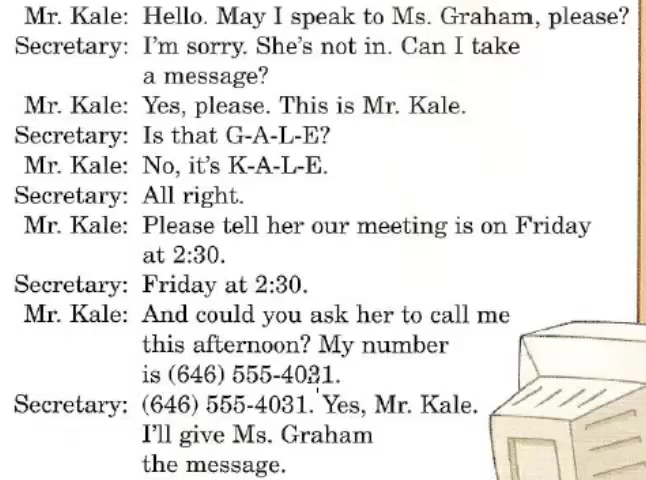 Mr. Kale: Hello. May I speak to Ms. Graham, please?
Secretary: I'm sorry. She's not in. Can I take
a message?
Mr. Kale: Yes, please. This is Mr. Kale.
Secretary: Is that G-A-L-E?
Mr. Kale: No, it's K-A-L-E.
Secretary: All right.
Mr. Kale: Please tell her our meeting is on Friday
at 2:30.
Secretary: Friday at 2:30.
Mr. Kale: And could you ask her to call me
this afternoon? My number
is (646) 555-4031.
Secretary: (646) 555-4031. Yes, Mr. Kale.
I'll give Ms. Graham
the message.